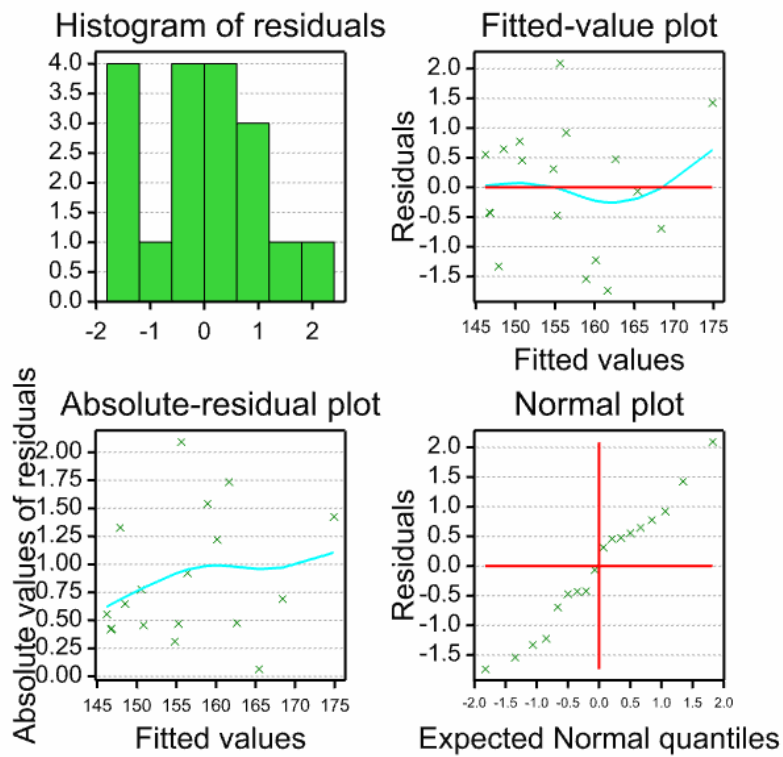 Histogram of residuals
4.0
3.5
3.0
2.5
2.0
1.5
1.0
0.5
0.0
-2 -1 0 1 2
Fitted-value plot
Residuals
2.0
1.5
1.0
0.5
0.0
-0.5
-1.0
-1.5
145 150 155 160 165 170 175
Fitted values
Absolute-residual plot
Absolute values of residuals
2.00
1.75
1.50
1.25
1.00
0.75
0.50
0.25
0.00
145 150 155 160 165 170 175
Fitted values
Normal plot
Residuals
2.0
1.5
1.0
0.5
0.0
-0.5
-1.0
-1.5
-2.0 -1.5 -1.0 -0.5 0.0 0.5 1.0 1.5 2.0
Expected Normal quantiles